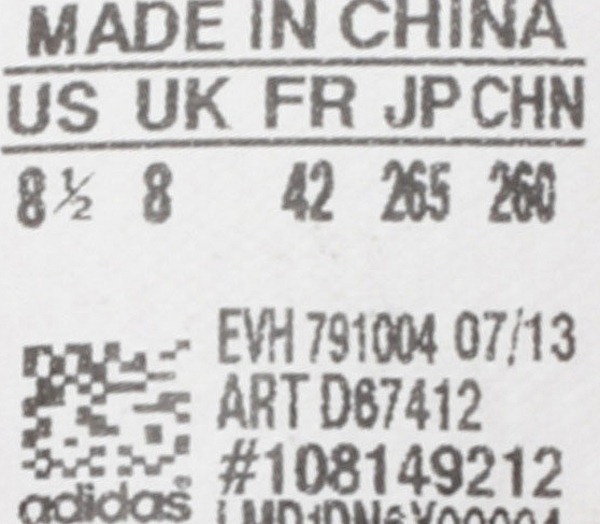 MADE IN CHINA
US UK FR JP CHN
8½ 8 42 265 260
EVH 791004 07/13
ART D67412
#108149212
adidas®